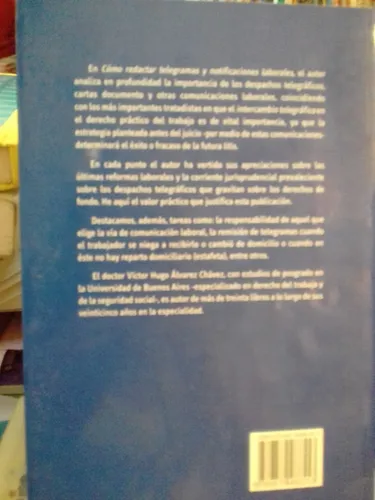 En Cómo redactar telegramas y notificaciones laborales, el autor
analiza en profundidad la importancia de los despachos telegráficos,
cartas documento y otras comunicaciones laborales, coincidiendo
con los más importantes tratadistas en que el intercambio telegráfico en
el derecho práctico del trabajo es de vital importancia, ya que la
estrategia planteada antes del juicio -por medio de estas comunicaciones-
determinará el éxito o fracaso de la futura litis.
En cada punto el autor ha vertido sus apreciaciones sobre las
últimas reformas laborales y la corriente jurisprudencial prevaleciente
sobre los despachos telegráficos que gravitan sobre los derechos de
fondo. He aquí el valor práctico que justifica esta publicación.
Destacamos, además, tareas como: la responsabilidad de aquel que
elige la vía de comunicación laboral, la remisión de telegramas cuando
el trabajador se niega a recibirlo o cambió de domicilio o cuando en
éste no hay reparto domiciliario (estafeta), entre otros.
El doctor Víctor Hugo Álvarez Chávez, con estudios de posgrado en
la Universidad de Buenos Aires -especializado en derecho del trabajo y
de la seguridad social-, es autor de más de treinta libros a lo largo de sus
veinticinco años en la especialidad.